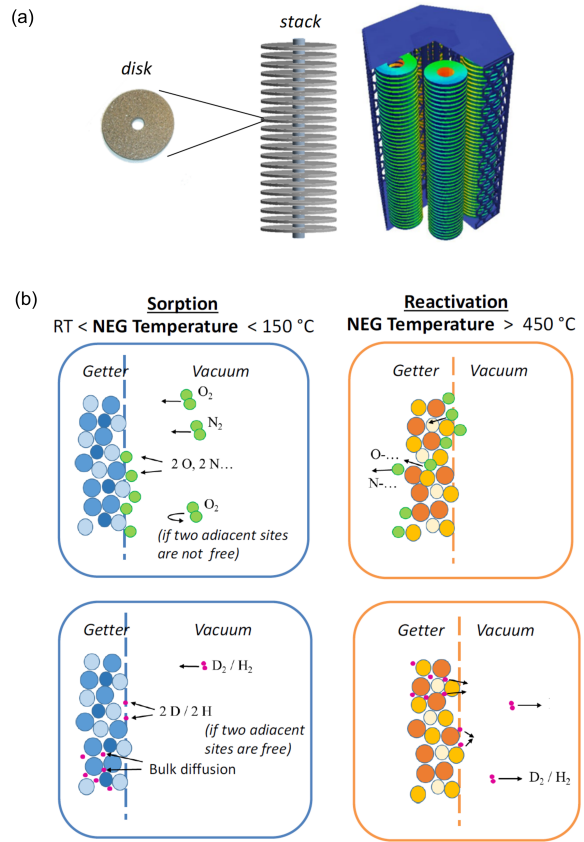 (a)
stack
disk
(b)
Sorption
RT < NEG Temperature < 150 °C
Getter
Vacuum
O₂
N₂
2 O, 2 N...
O₂
(if two adjacent sites
are not free)
Reactivation
NEG Temperature > 450 °C
Getter
Vacuum
O-...
N-...
Getter
Vacuum
D₂ / H₂
2 D / 2 H
(if two adjacent
sites are free)
Bulk diffusion
Getter
Vacuum
D₂ / H₂